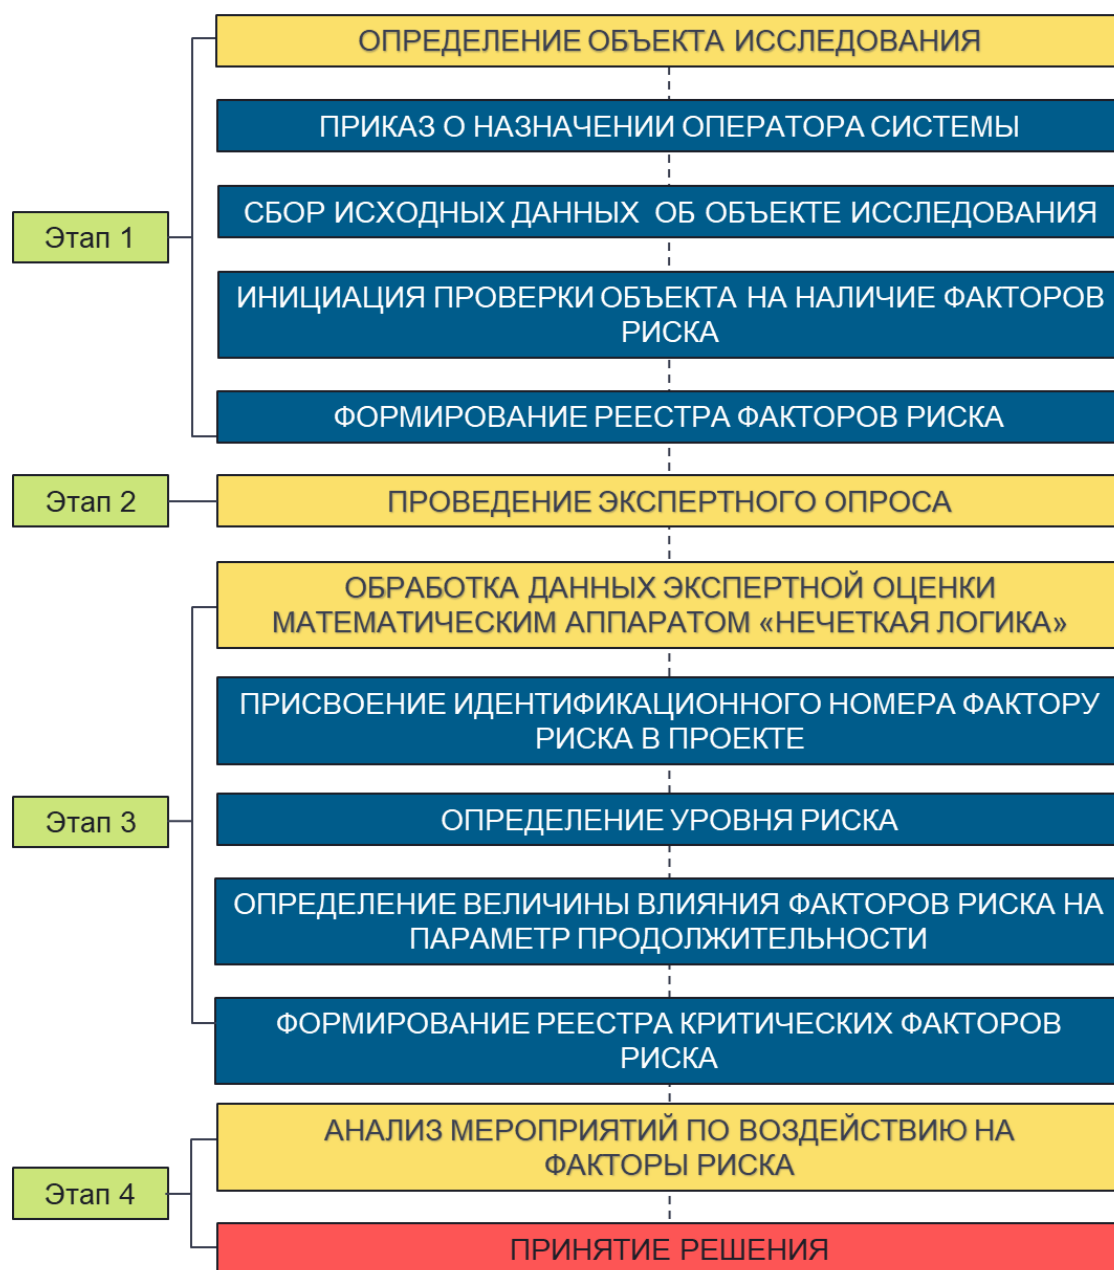 ОПРЕДЕЛЕНИЕ ОБЪЕКТА ИССЛЕДОВАНИЯ
ПРИКАЗ О НАЗНАЧЕНИИ ОПЕРАТОРА СИСТЕМЫ
СБОР ИСХОДНЫХ ДАННЫХ ОБ ОБЪЕКТЕ ИССЛЕДОВАНИЯ
Этап 1
ИНИЦИАЦИЯ ПРОВЕРКИ ОБЪЕКТА НА НАЛИЧИЕ ФАКТОРОВ
РИСКА
ФОРМИРОВАНИЕ РЕЕСТРА ФАКТОРОВ РИСКА
Этап 2
ПРОВЕДЕНИЕ ЭКСПЕРТНОГО ОПРОСА
ОБРАБОТКА ДАННЫХ ЭКСПЕРТНОЙ ОЦЕНКИ
МАТЕМАТИЧЕСКИМ АППАРАТОМ «НЕЧЕТКАЯ ЛОГИКА»
ПРИСВОЕНИЕ ИДЕНТИФИКАЦИОННОГО НОМЕРА ФАКТОРУ
РИСКА В ПРОЕКТЕ
Этап 3
ОПРЕДЕЛЕНИЕ УРОВНЯ РИСКА
ОПРЕДЕЛЕНИЕ ВЕЛИЧИНЫ ВЛИЯНИЯ ФАКТОРОВ РИСКА НА
ПАРАМЕТР ПРОДОЛЖИТЕЛЬНОСТИ
ФОРМИРОВАНИЕ РЕЕСТРА КРИТИЧЕСКИХ ФАКТОРОВ
РИСКА
АНАЛИЗ МЕРОПРИЯТИЙ ПО ВОЗДЕЙСТВИЮ НА
ФАКТОРЫ РИСКА
Этап 4
ПРИНЯТИЕ РЕШЕНИЯ